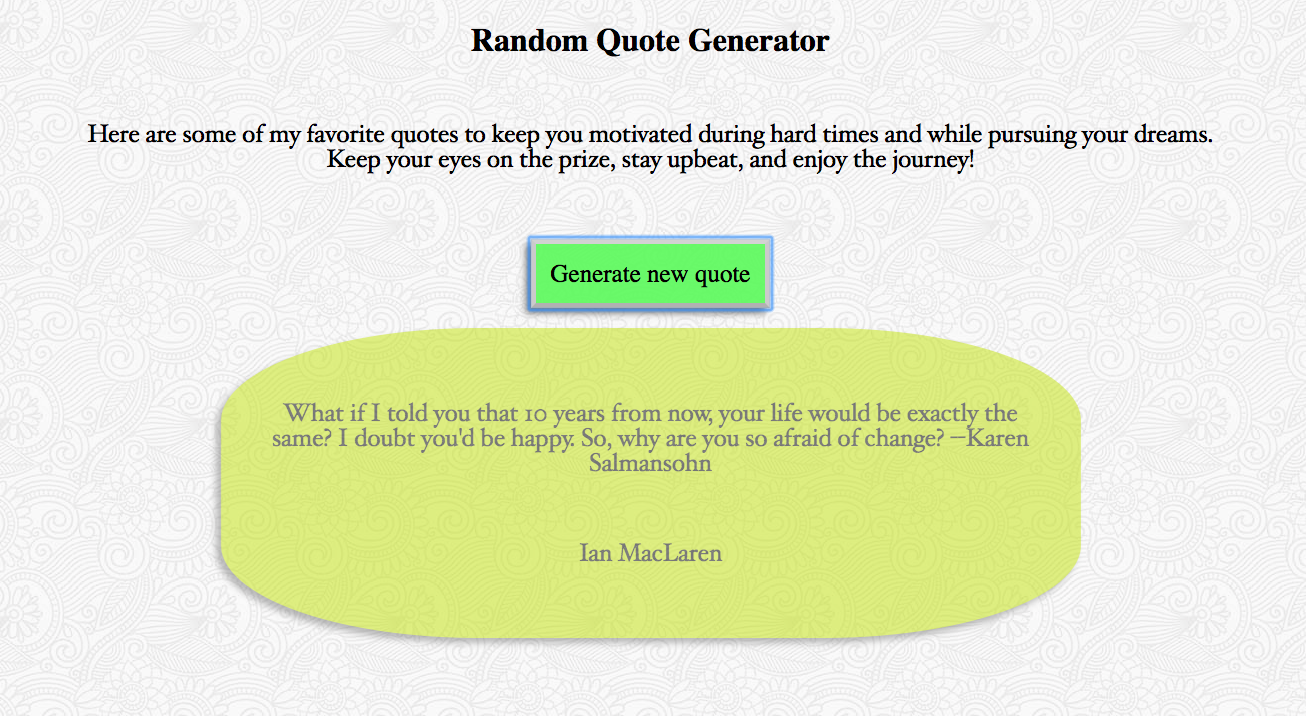 Random Quote Generator
Here are some of my favorite quotes to keep you motivated during hard times and while pursuing your dreams.
Keep your eyes on the prize, stay upbeat, and enjoy the journey!
Generate new quote
What if I told you that 10 years from now, your life would be exactly the
same? I doubt you'd be happy. So, why are you so afraid of change? —Karen
Salmansohn
Ian MacLaren